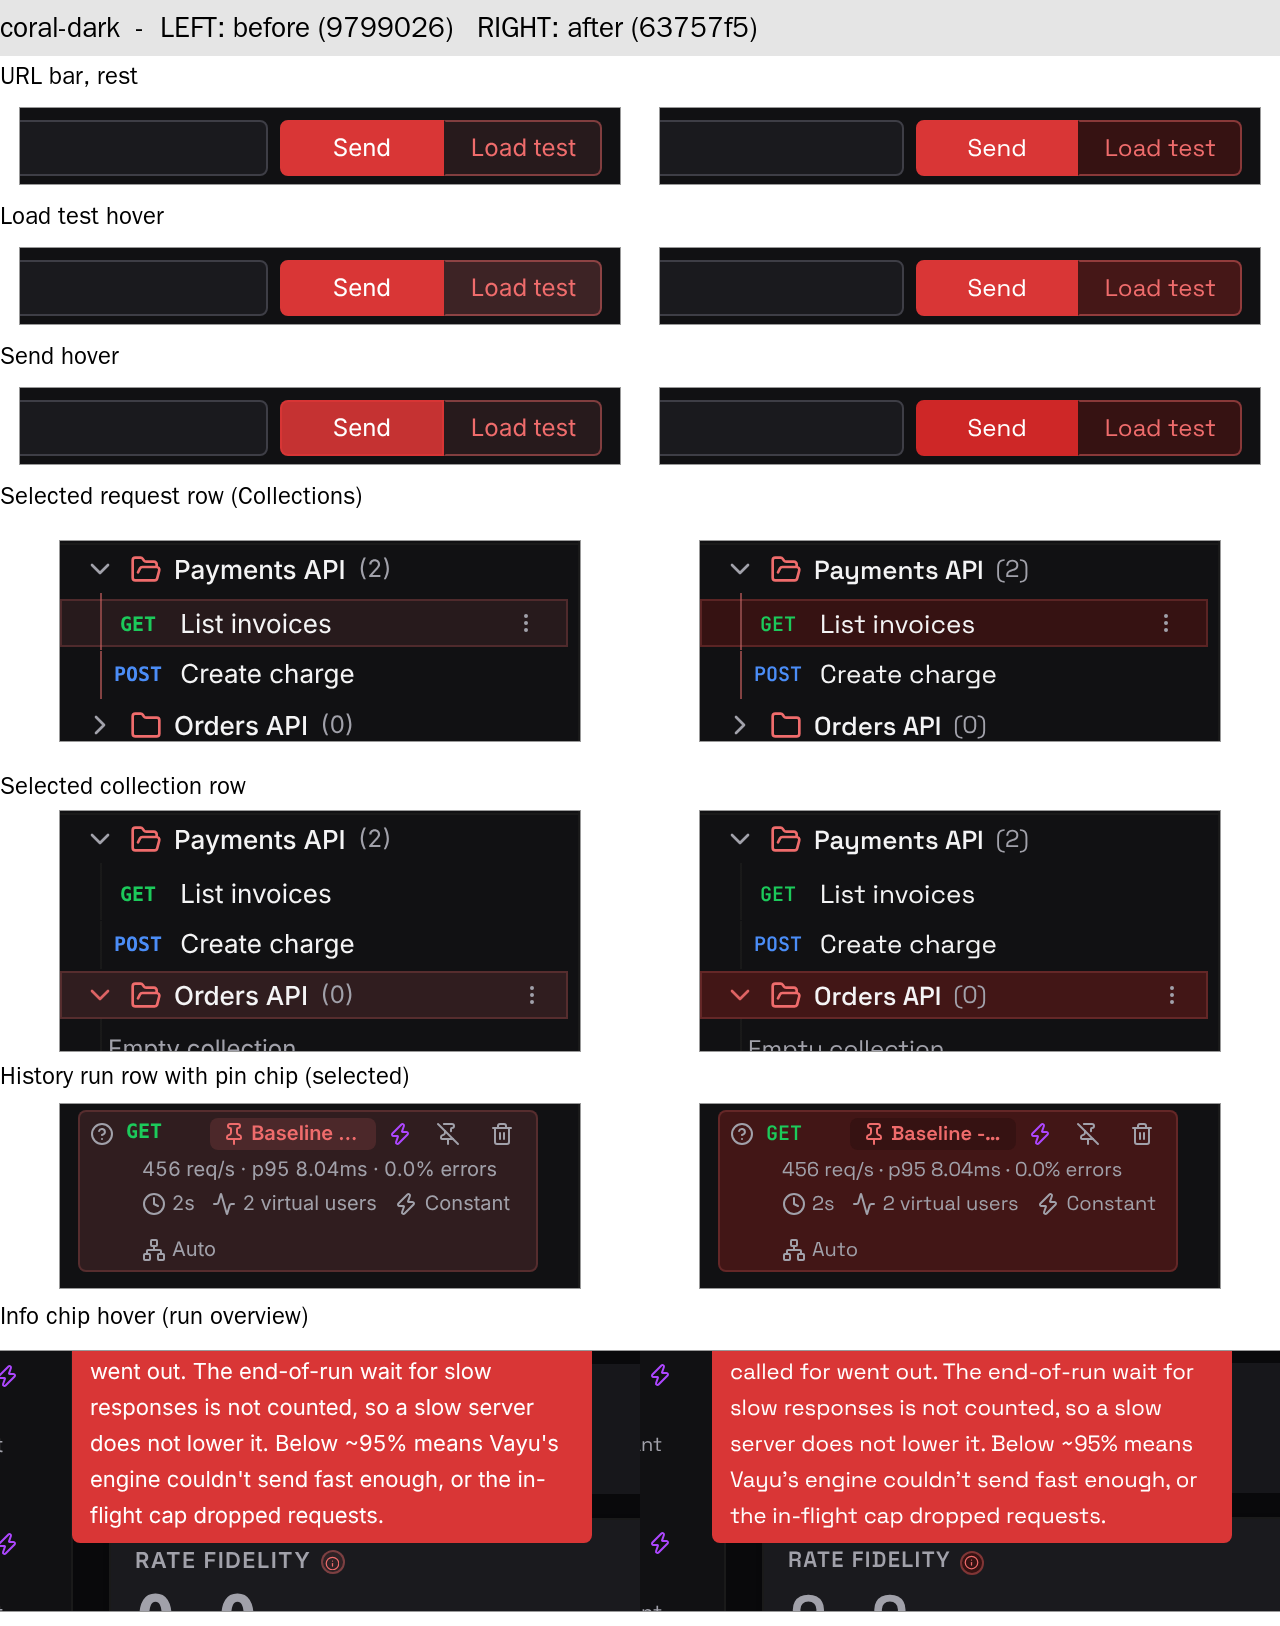 coral-dark - LEFT: before (9799026) RIGHT: after (63757f5)
URL bar, rest
Send Load test Send Load test
Load test hover
Send Load test Send Load test
Send hover
Send Load test Send Load test
Selected request row (Collections)
Payments API (2) Payments API (2)
GET List invoices GET List invoices
POST Create charge POST Create charge
Orders API (0) Orders API (0)
Selected collection row
Payments API (2) Payments API (2)
GET List invoices GET List invoices
POST Create charge POST Create charge
Orders API (0) Orders API (0)
Empty collection Empty collection
History run row with pin chip (selected)
GET Baseline ... GET Baseline -...
456 req/s · p95 8.04ms · 0.0% errors 456 req/s · p95 8.04ms · 0.0% errors
2s 2 virtual users Constant 2s 2 virtual users Constant
Auto Auto
Info chip hover (run overview)
went out. The end-of-run wait for slow called for went out. The end-of-run wait for
responses is not counted, so a slow server slow responses is not counted, so a slow
does not lower it. Below ~95% means Vayu's server does not lower it. Below ~95% means
engine couldn't send fast enough, or the in- Vayu's engine couldn't send fast enough, or
flight cap dropped requests. the in-flight cap dropped requests.
RATE FIDELITY RATE FIDELITY